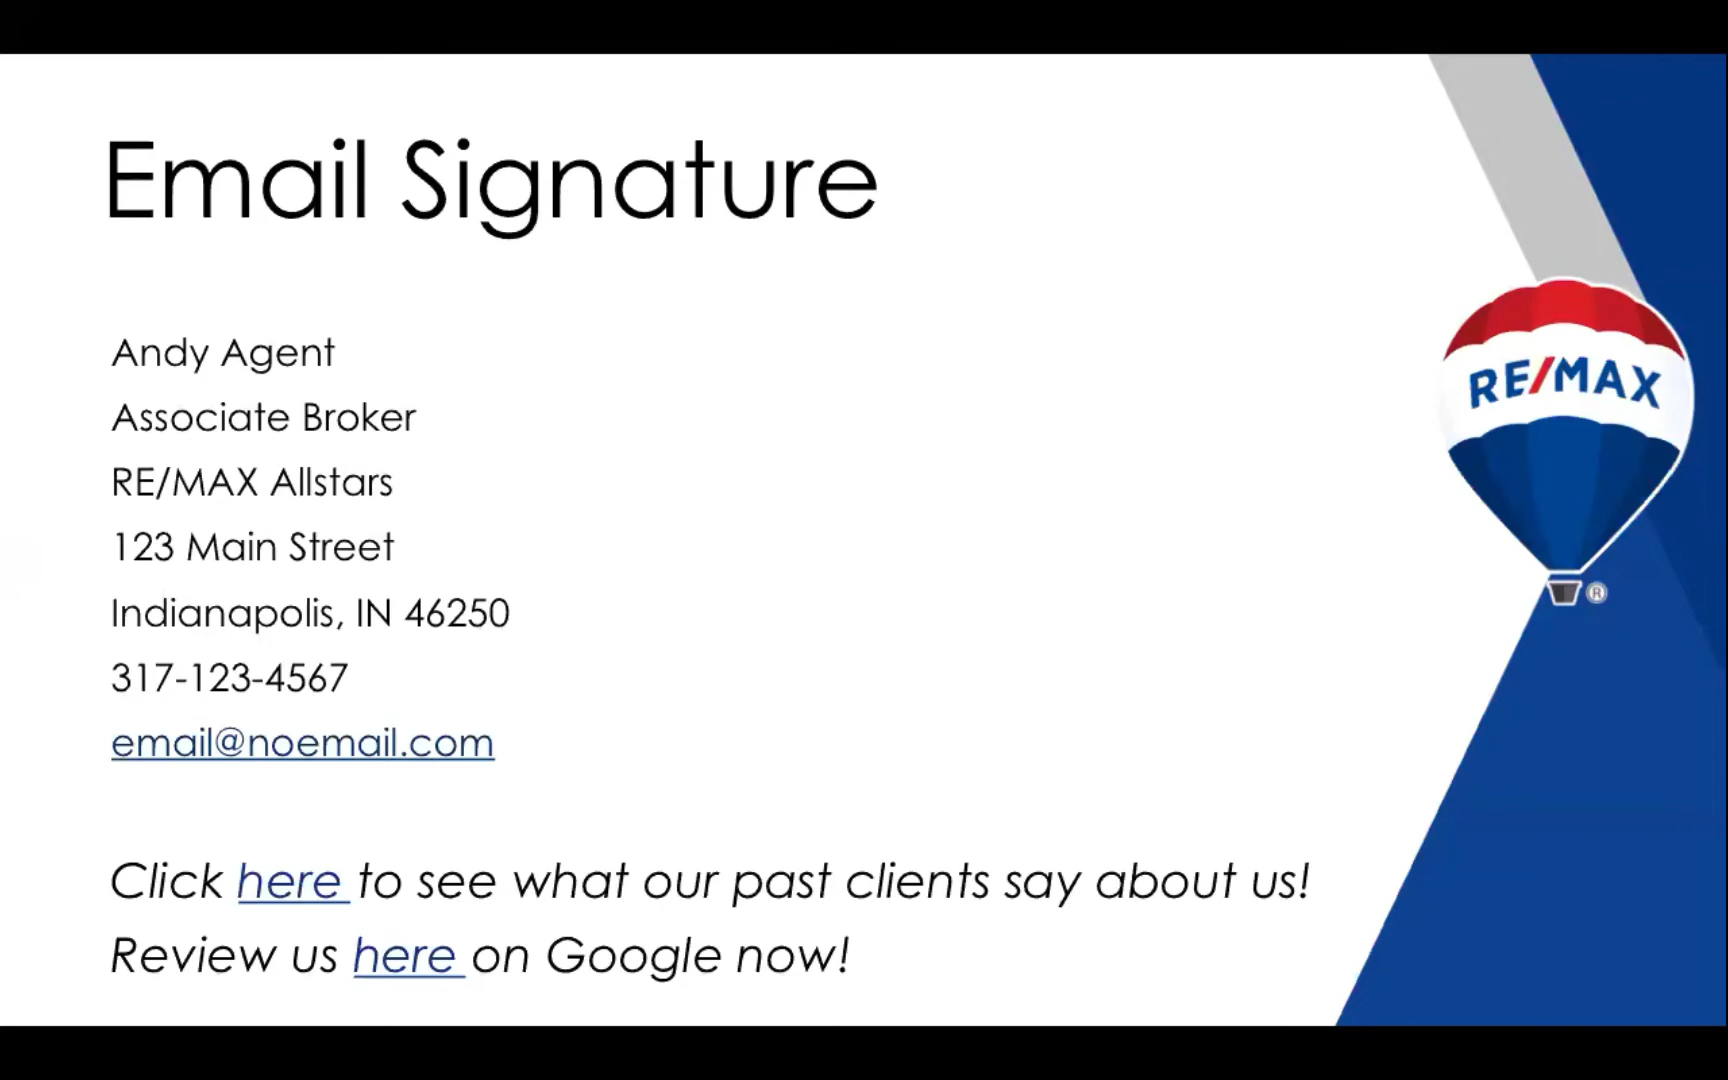 Email Signature
Andy Agent
Associate Broker
RE/MAX Allstars
123 Main Street
Indianapolis, IN 46250
317-123-4567
email@noemail.com
Click here to see what our past clients say about us!
Review us here on Google now!
RE/MAX
®